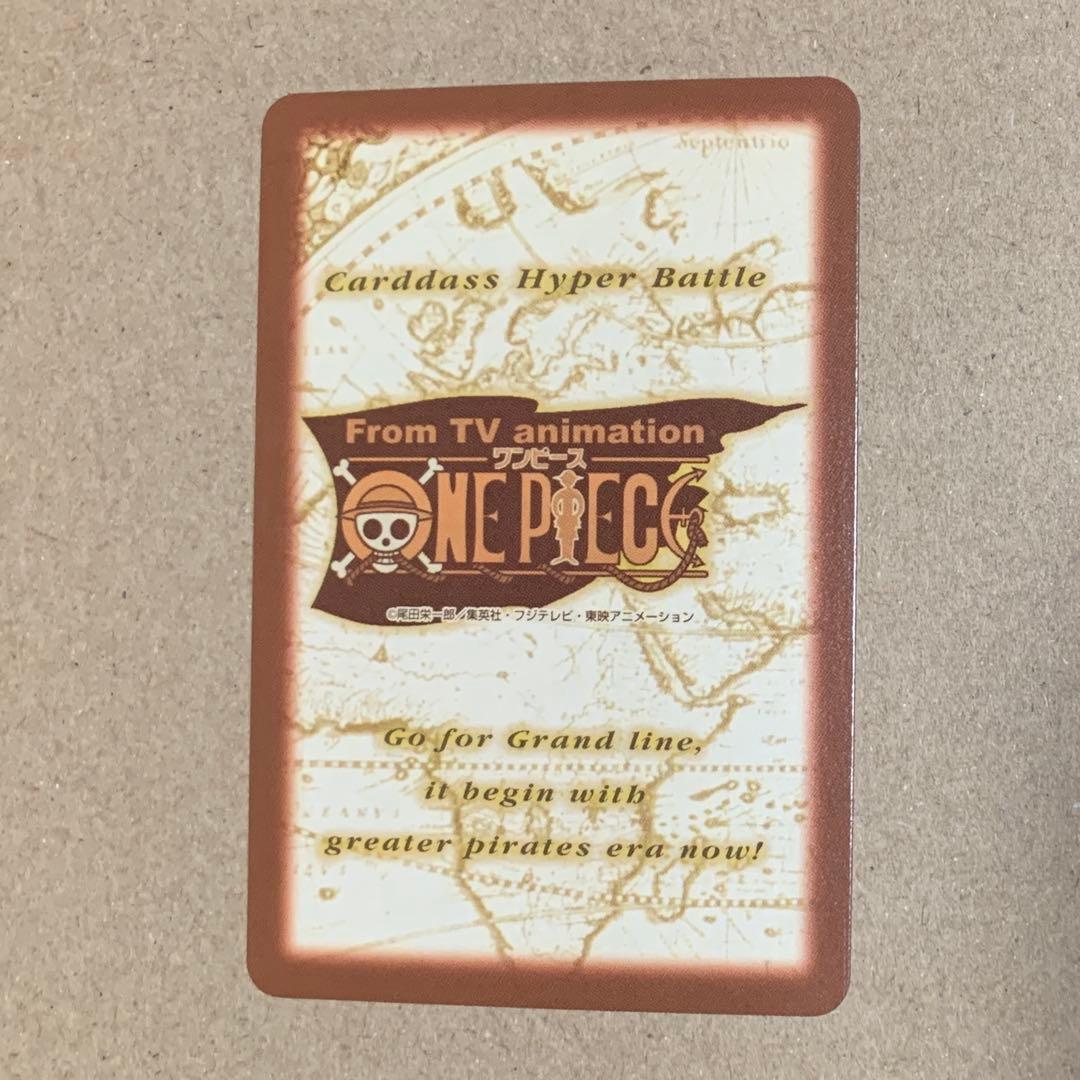 Septentrio
Carddass Hyper Battle
From TV animation
ワンピース
ONE PIECE
©尾田栄一郎／集英社・フジテレビ・東映アニメーション
Go for Grand line,
it begin with
greater pirates era now!